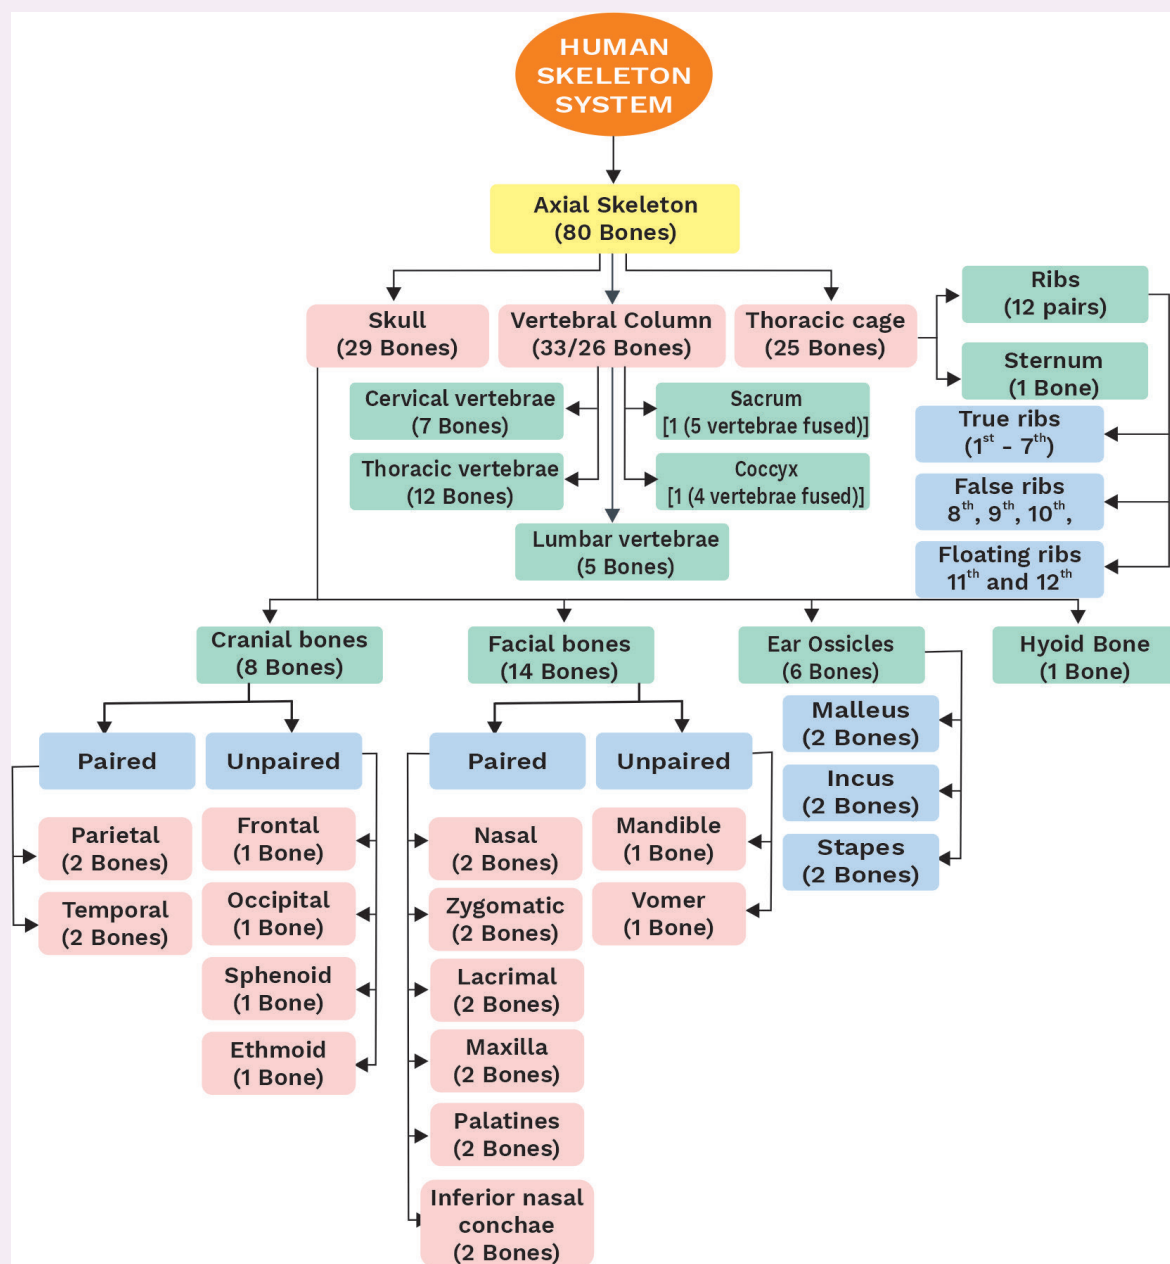 HUMAN
SKELETON
SYSTEM
Axial Skeleton
(80 Bones)
Skull
(29 Bones)
Vertebral Column
(33/26 Bones)
Thoracic cage
(25 Bones)
Ribs
(12 pairs)
Sternum
(1 Bone)
True ribs
(1st - 7th)
False ribs
8th, 9th, 10th,
Floating ribs
11th and 12th
Cervical vertebrae
(7 Bones)
Sacrum
[1 (5 vertebrae fused)]
Thoracic vertebrae
(12 Bones)
Coccyx
[1 (4 vertebrae fused)]
Lumbar vertebrae
(5 Bones)
Cranial bones
(8 Bones)
Facial bones
(14 Bones)
Ear Ossicles
(6 Bones)
Hyoid Bone
(1 Bone)
Paired
Unpaired
Parietal
(2 Bones)
Temporal
(2 Bones)
Frontal
(1 Bone)
Occipital
(1 Bone)
Sphenoid
(1 Bone)
Ethmoid
(1 Bone)
Paired
Unpaired
Nasal
(2 Bones)
Zygomatic
(2 Bones)
Lacrimal
(2 Bones)
Maxilla
(2 Bones)
Palatines
(2 Bones)
Inferior nasal
conchae
(2 Bones)
Mandible
(1 Bone)
Vomer
(1 Bone)
Malleus
(2 Bones)
Incus
(2 Bones)
Stapes
(2 Bones)